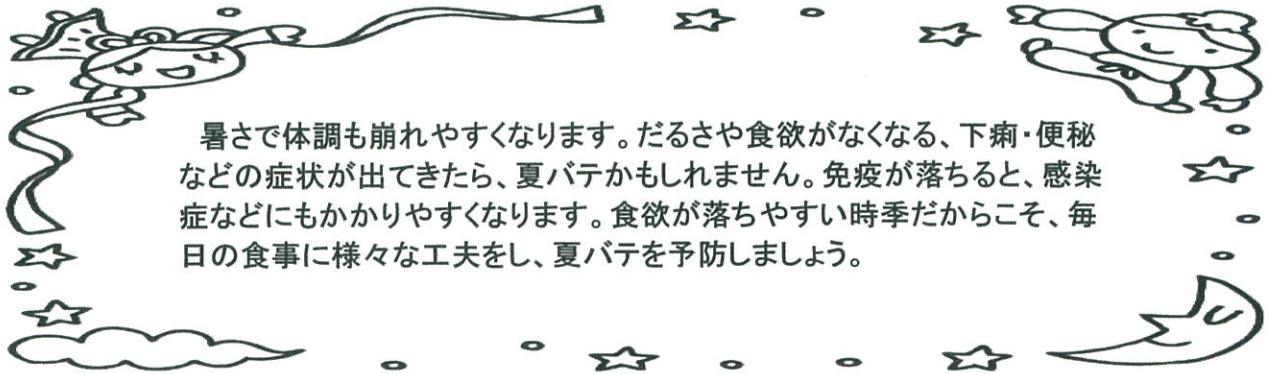 暑さで体調も崩れやすくなります。だるさや食欲がなくなる、下痢・便秘
などの症状が出てきたら、夏バテかもしれません。免疫が落ちると、感染
症などにもかかりやすくなります。食欲が落ちやすい時季だからこそ、毎
日の食事に様々な工夫をし、夏バテを予防しましょう。